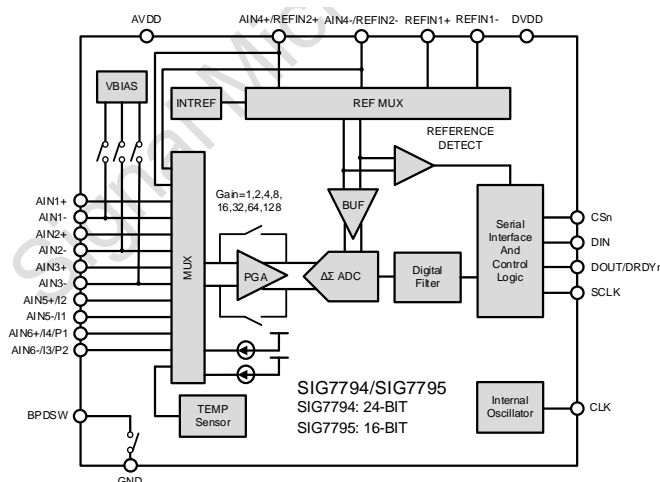 AVDD
AIN4+/REFIN2+
AIN4-/REFIN2-
REFIN1+
REFIN1-
DVDD
VBIAS
INTREF
REF MUX
REFERENCE
DETECT
AIN1+
AIN1-
AIN2+
AIN2-
AIN3+
AIN3-
AIN5+/I2
AIN5-/I1
AIN6+/I4/P1
AIN6-/I3/P2
MUX
Gain=1,2,4,8,
16,32,64,128
PGA
BUF
ΔΣ ADC
Digital
Filter
Serial
Interface
And
Control
Logic
CSn
DIN
DOUT/DRDYn
SCLK
SIG7794/SIG7795
SIG7794: 24-BIT
SIG7795: 16-BIT
TEMP
Sensor
Internal
Oscillator
CLK
BPDSW
GND
Signal Mic